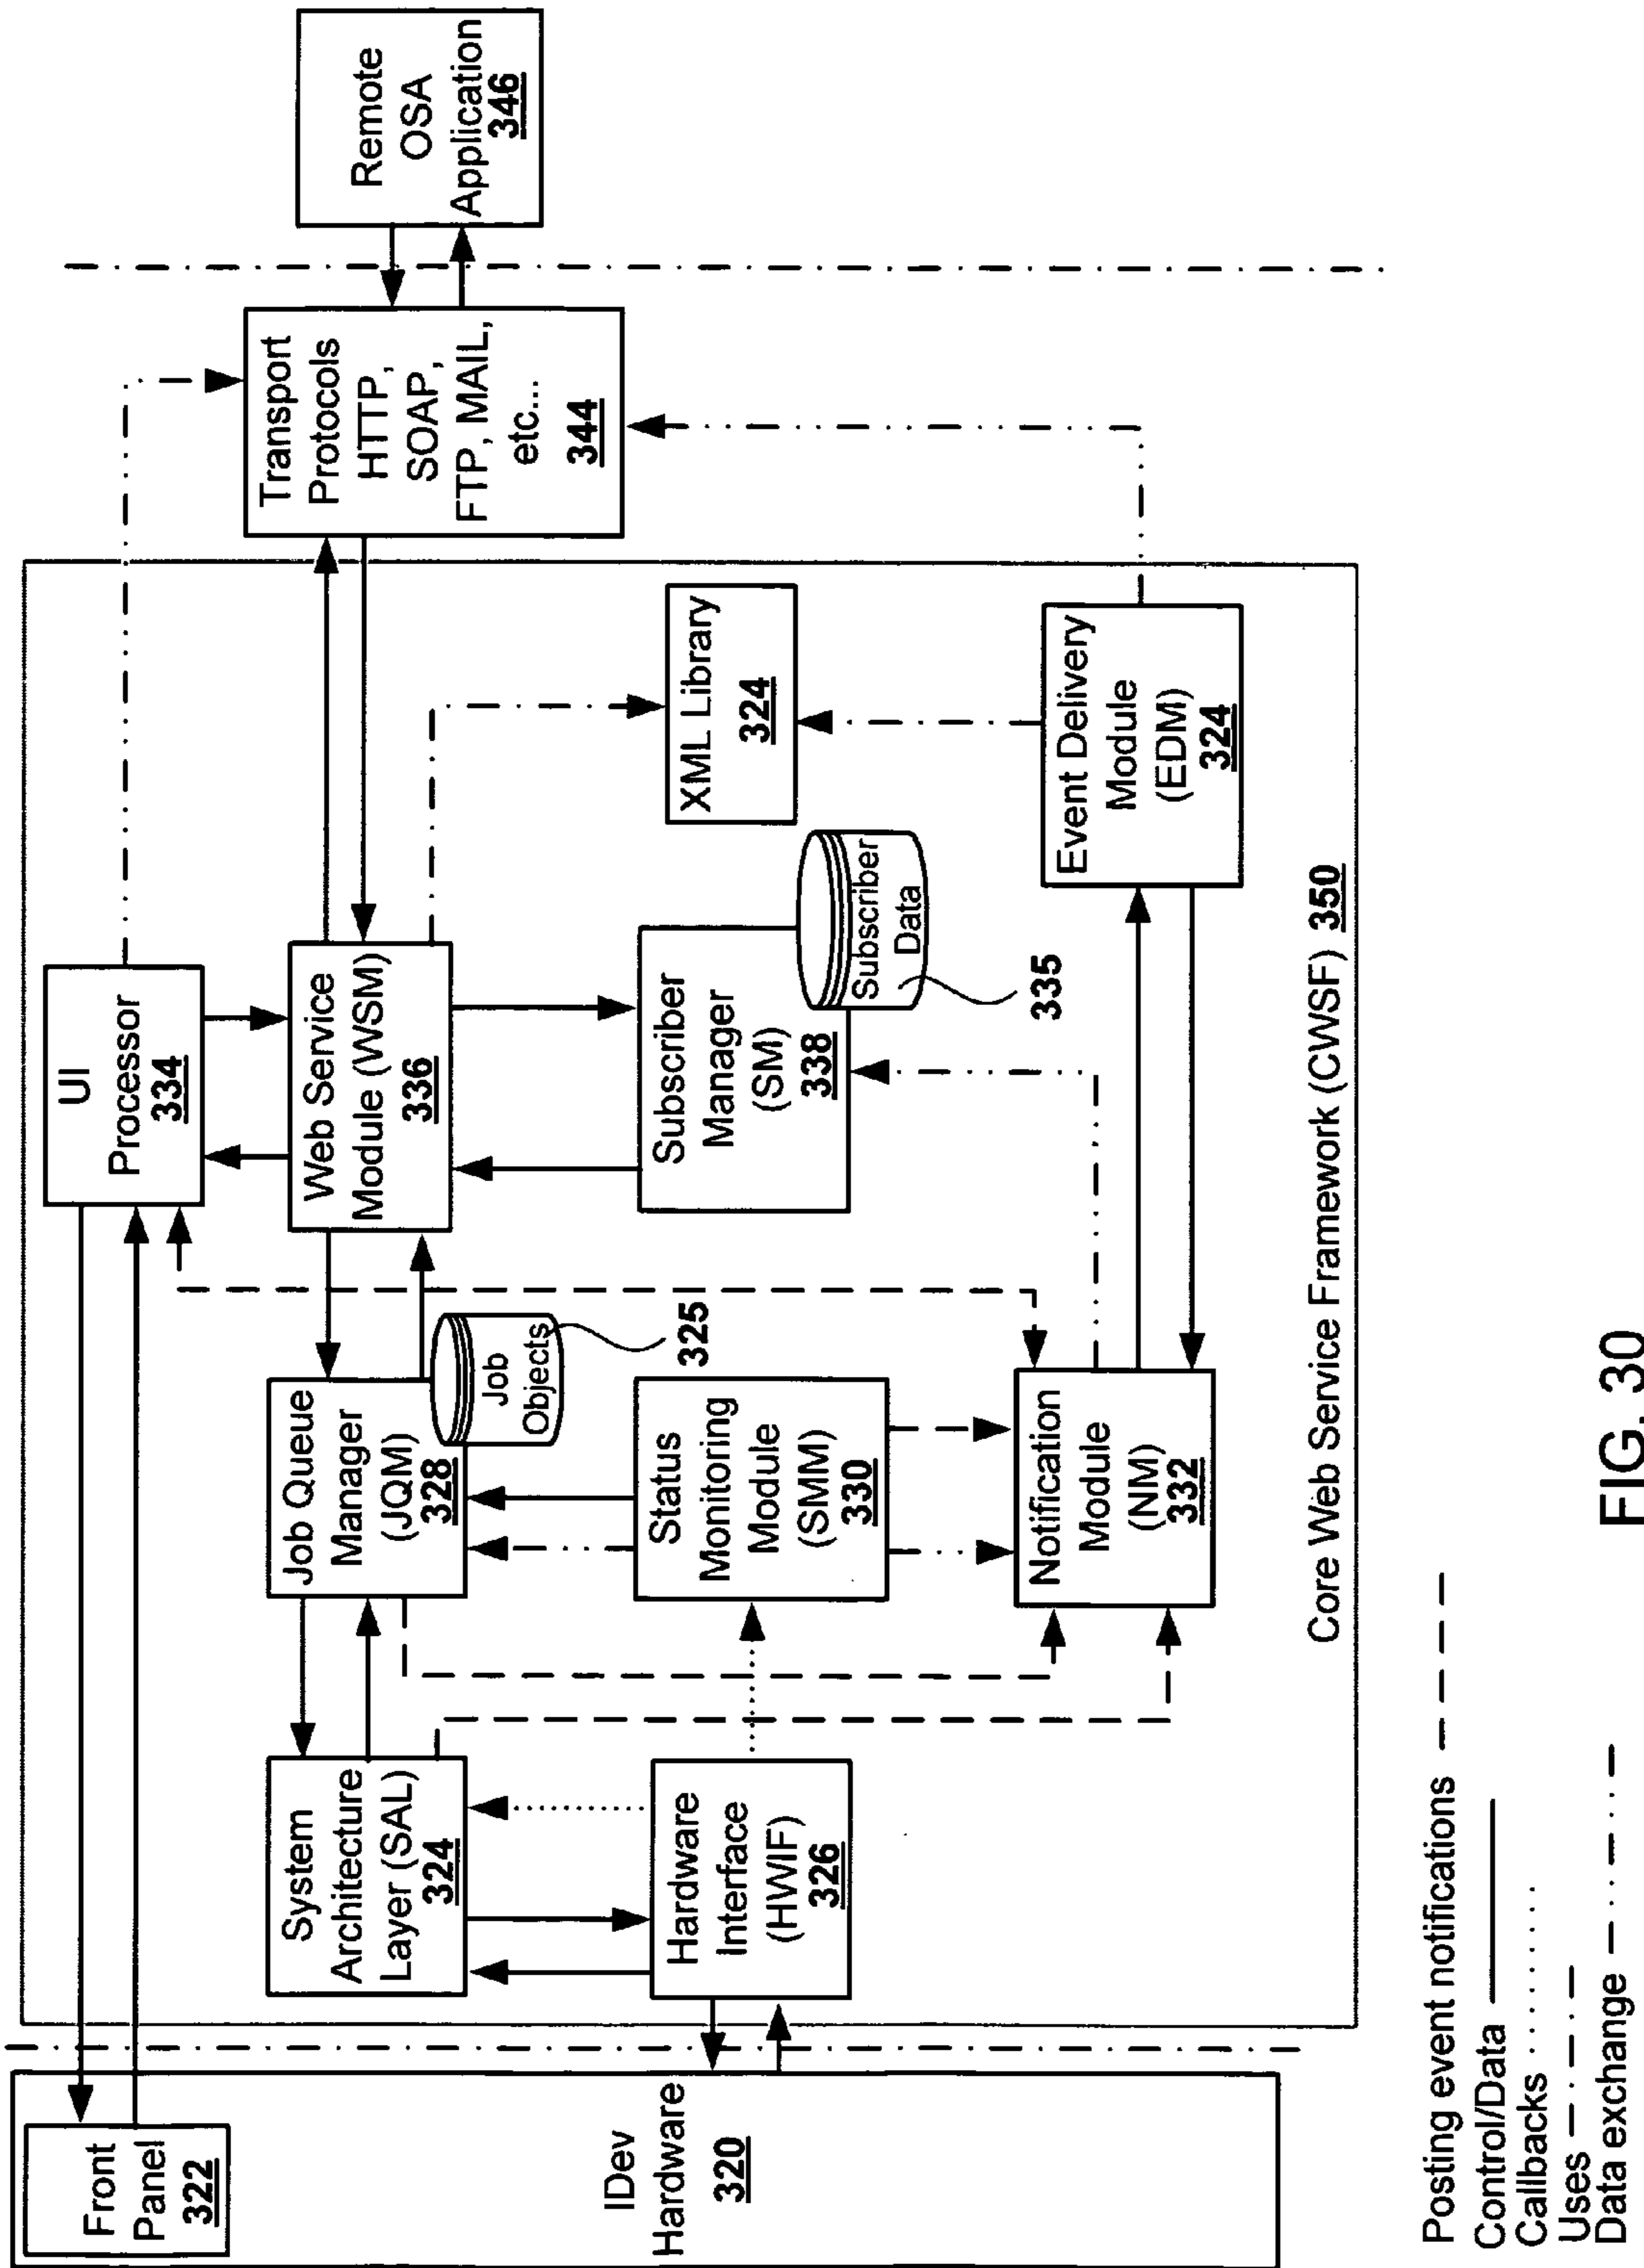 Front
Panel
322
IDev
Hardware
320
System
Architecture
Layer (SAL)
324
Hardware
Interface
(HWIF)
326
Job Queue
Manager
(JQM)
328
Job
Objects
325
Status
Monitoring
Module
(SMM)
330
Notification
Module
(NM)
332
UI
Processor
334
Web Service
Module (WSM)
336
Subscriber
Manager
(SM)
338
Subscriber
Data
335
XML Library
324
Event Delivery
Module
(EDM)
324
Core Web Service Framework (CWSF) 350
Transport
Protocols
HTTP,
SOAP,
FTP, MAIL,
etc...
344
Remote
OSA
Application
346
Posting event notifications
Control/Data
Callbacks
Uses
Data exchange
FIG. 30